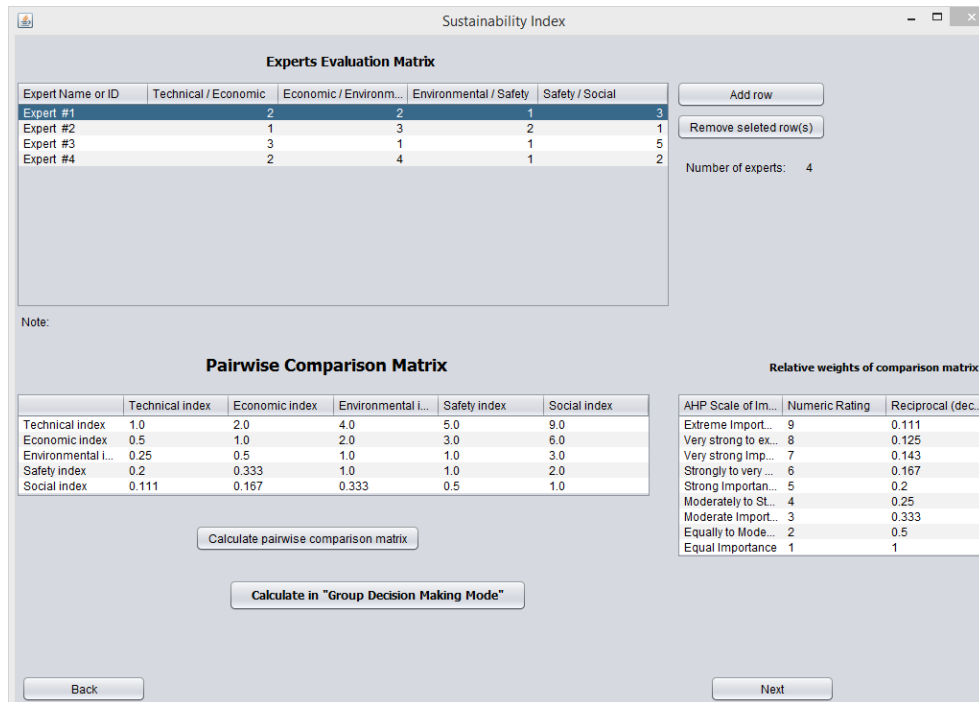 Sustainability Index
Experts Evaluation Matrix
Expert Name or ID Technical / Economic Economic / Environm... Environmental / Safety Safety / Social
Expert #1 2 2 1 3
Expert #2 1 3 2 1
Expert #3 3 1 1 5
Expert #4 2 4 1 2
Add row
Remove seleted row(s)
Number of experts: 4
Note:
Pairwise Comparison Matrix
Technical index Economic index Environmental i... Safety index Social index
Technical index 1.0 2.0 4.0 5.0 9.0
Economic index 0.5 1.0 2.0 3.0 6.0
Environmental i... 0.25 0.5 1.0 1.0 3.0
Safety index 0.2 0.333 1.0 1.0 2.0
Social index 0.111 0.167 0.333 0.5 1.0
Calculate pairwise comparison matrix
Calculate in "Group Decision Making Mode"
Relative weights of comparison matrix
AHP Scale of Im... Numeric Rating Reciprocal (dec...
Extreme Import... 9 0.111
Very strong to ex... 8 0.125
Very strong Imp... 7 0.143
Strongly to very ... 6 0.167
Strong Importan... 5 0.2
Moderately to St... 4 0.25
Moderate Import... 3 0.333
Equally to Mode... 2 0.5
Equal Importance 1 1
Back
Next